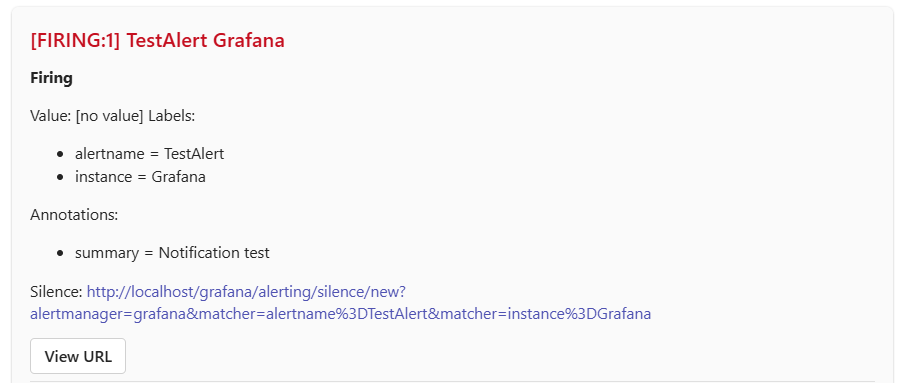 [FIRING:1] TestAlert Grafana
Firing
Value: [no value] Labels:
• alertname = TestAlert
• instance = Grafana
Annotations:
• summary = Notification test
Silence: http://localhost/grafana/alerting/silence/new?
alertmanager=grafana&matcher=alertname%3DTestAlert&matcher=instance%3DGrafana
View URL